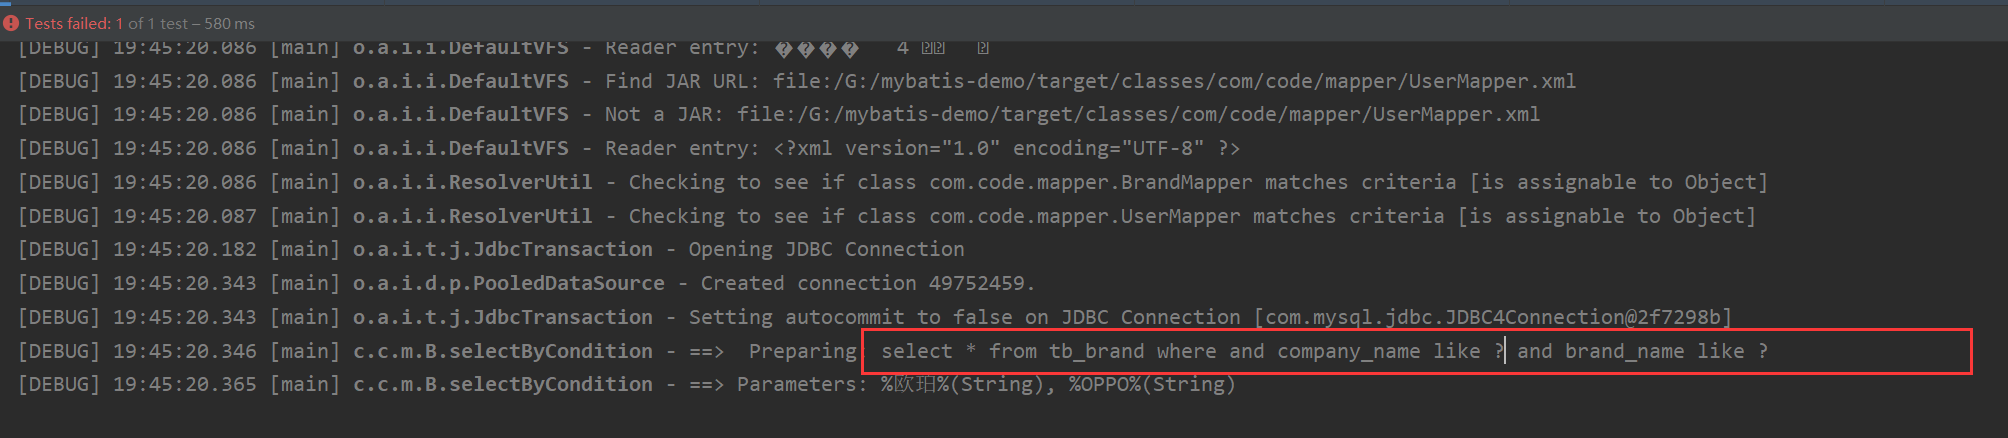 Tests failed: 1 of 1 test – 580 ms
[DEBUG] 19:45:20.086 [main] o.a.i.i.DefaultVFS - Reader entry: ���� 4
[DEBUG] 19:45:20.086 [main] o.a.i.i.DefaultVFS - Find JAR URL: file:/G:/mybatis-demo/target/classes/com/code/mapper/UserMapper.xml
[DEBUG] 19:45:20.086 [main] o.a.i.i.DefaultVFS - Not a JAR: file:/G:/mybatis-demo/target/classes/com/code/mapper/UserMapper.xml
[DEBUG] 19:45:20.086 [main] o.a.i.i.DefaultVFS - Reader entry: <?xml version="1.0" encoding="UTF-8" ?>
[DEBUG] 19:45:20.086 [main] o.a.i.i.ResolverUtil - Checking to see if class com.code.mapper.BrandMapper matches criteria [is assignable to Object]
[DEBUG] 19:45:20.087 [main] o.a.i.i.ResolverUtil - Checking to see if class com.code.mapper.UserMapper matches criteria [is assignable to Object]
[DEBUG] 19:45:20.182 [main] o.a.i.t.j.JdbcTransaction - Opening JDBC Connection
[DEBUG] 19:45:20.343 [main] o.a.i.d.p.PooledDataSource - Created connection 49752459.
[DEBUG] 19:45:20.343 [main] o.a.i.t.j.JdbcTransaction - Setting autocommit to false on JDBC Connection [com.mysql.jdbc.JDBC4Connection@2f7298b]
[DEBUG] 19:45:20.346 [main] c.c.m.B.selectByCondition - ==>  Preparing: select * from tb_brand where and company_name like ? and brand_name like ?
[DEBUG] 19:45:20.365 [main] c.c.m.B.selectByCondition - ==> Parameters: %欧珀%(String), %OPPO%(String)